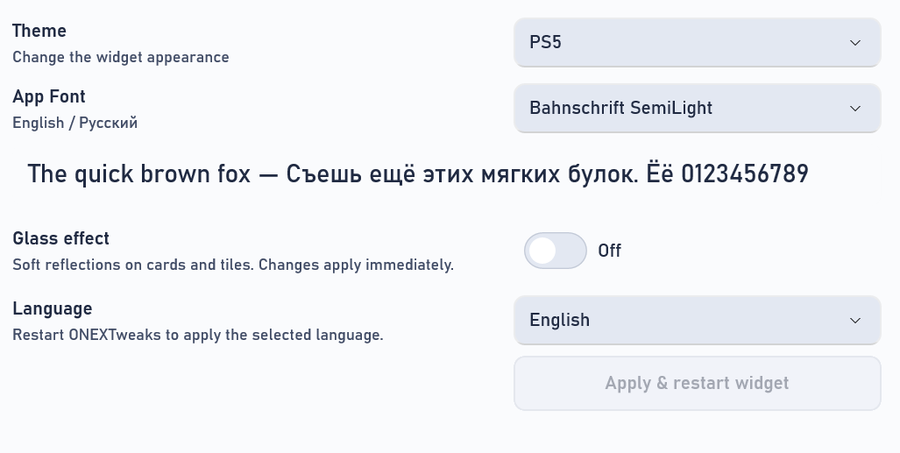 Theme
Change the widget appearance
PS5
App Font
English / Русский
Bahnschrift SemiLight
The quick brown fox — Съешь ещё этих мягких булок. Ёё 0123456789
Glass effect
Soft reflections on cards and tiles. Changes apply immediately.
Off
Language
Restart ONEXTweaks to apply the selected language.
English
Apply & restart widget